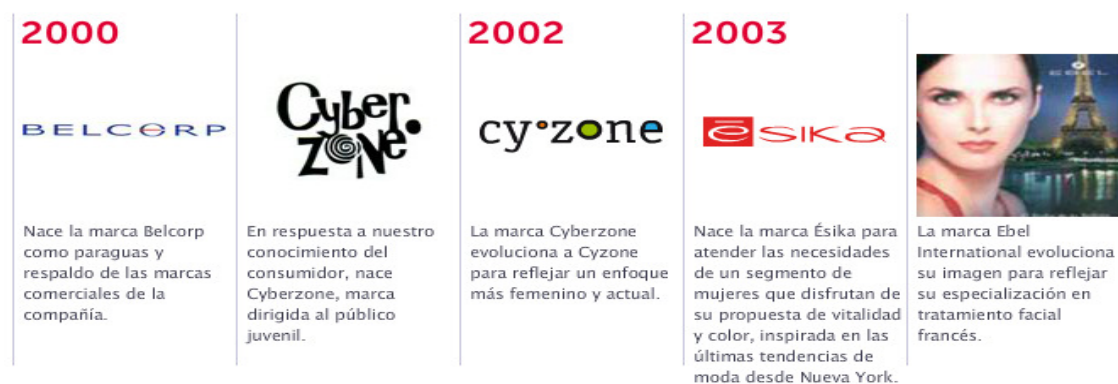 2000
BELCORP
Nace la marca Belcorp
como paraguas y
respaldo de las marcas
comerciales de la
compañía.
Cyber
ZONe
En respuesta a nuestro
conocimiento del
consumidor, nace
Cyberzone, marca
dirigida al público
juvenil.
2002
cy·zone
La marca Cyberzone
evoluciona a Cyzone
para reflejar un enfoque
más femenino y actual.
2003
ēsika
Nace la marca Ésika para
atender las necesidades
de un segmento de
mujeres que disfrutan de
su propuesta de vitalidad
y color, inspirada en las
últimas tendencias de
moda desde Nueva York.
EBEL
La marca Ebel
International evoluciona
su imagen para reflejar
su especialización en
tratamiento facial
francés.